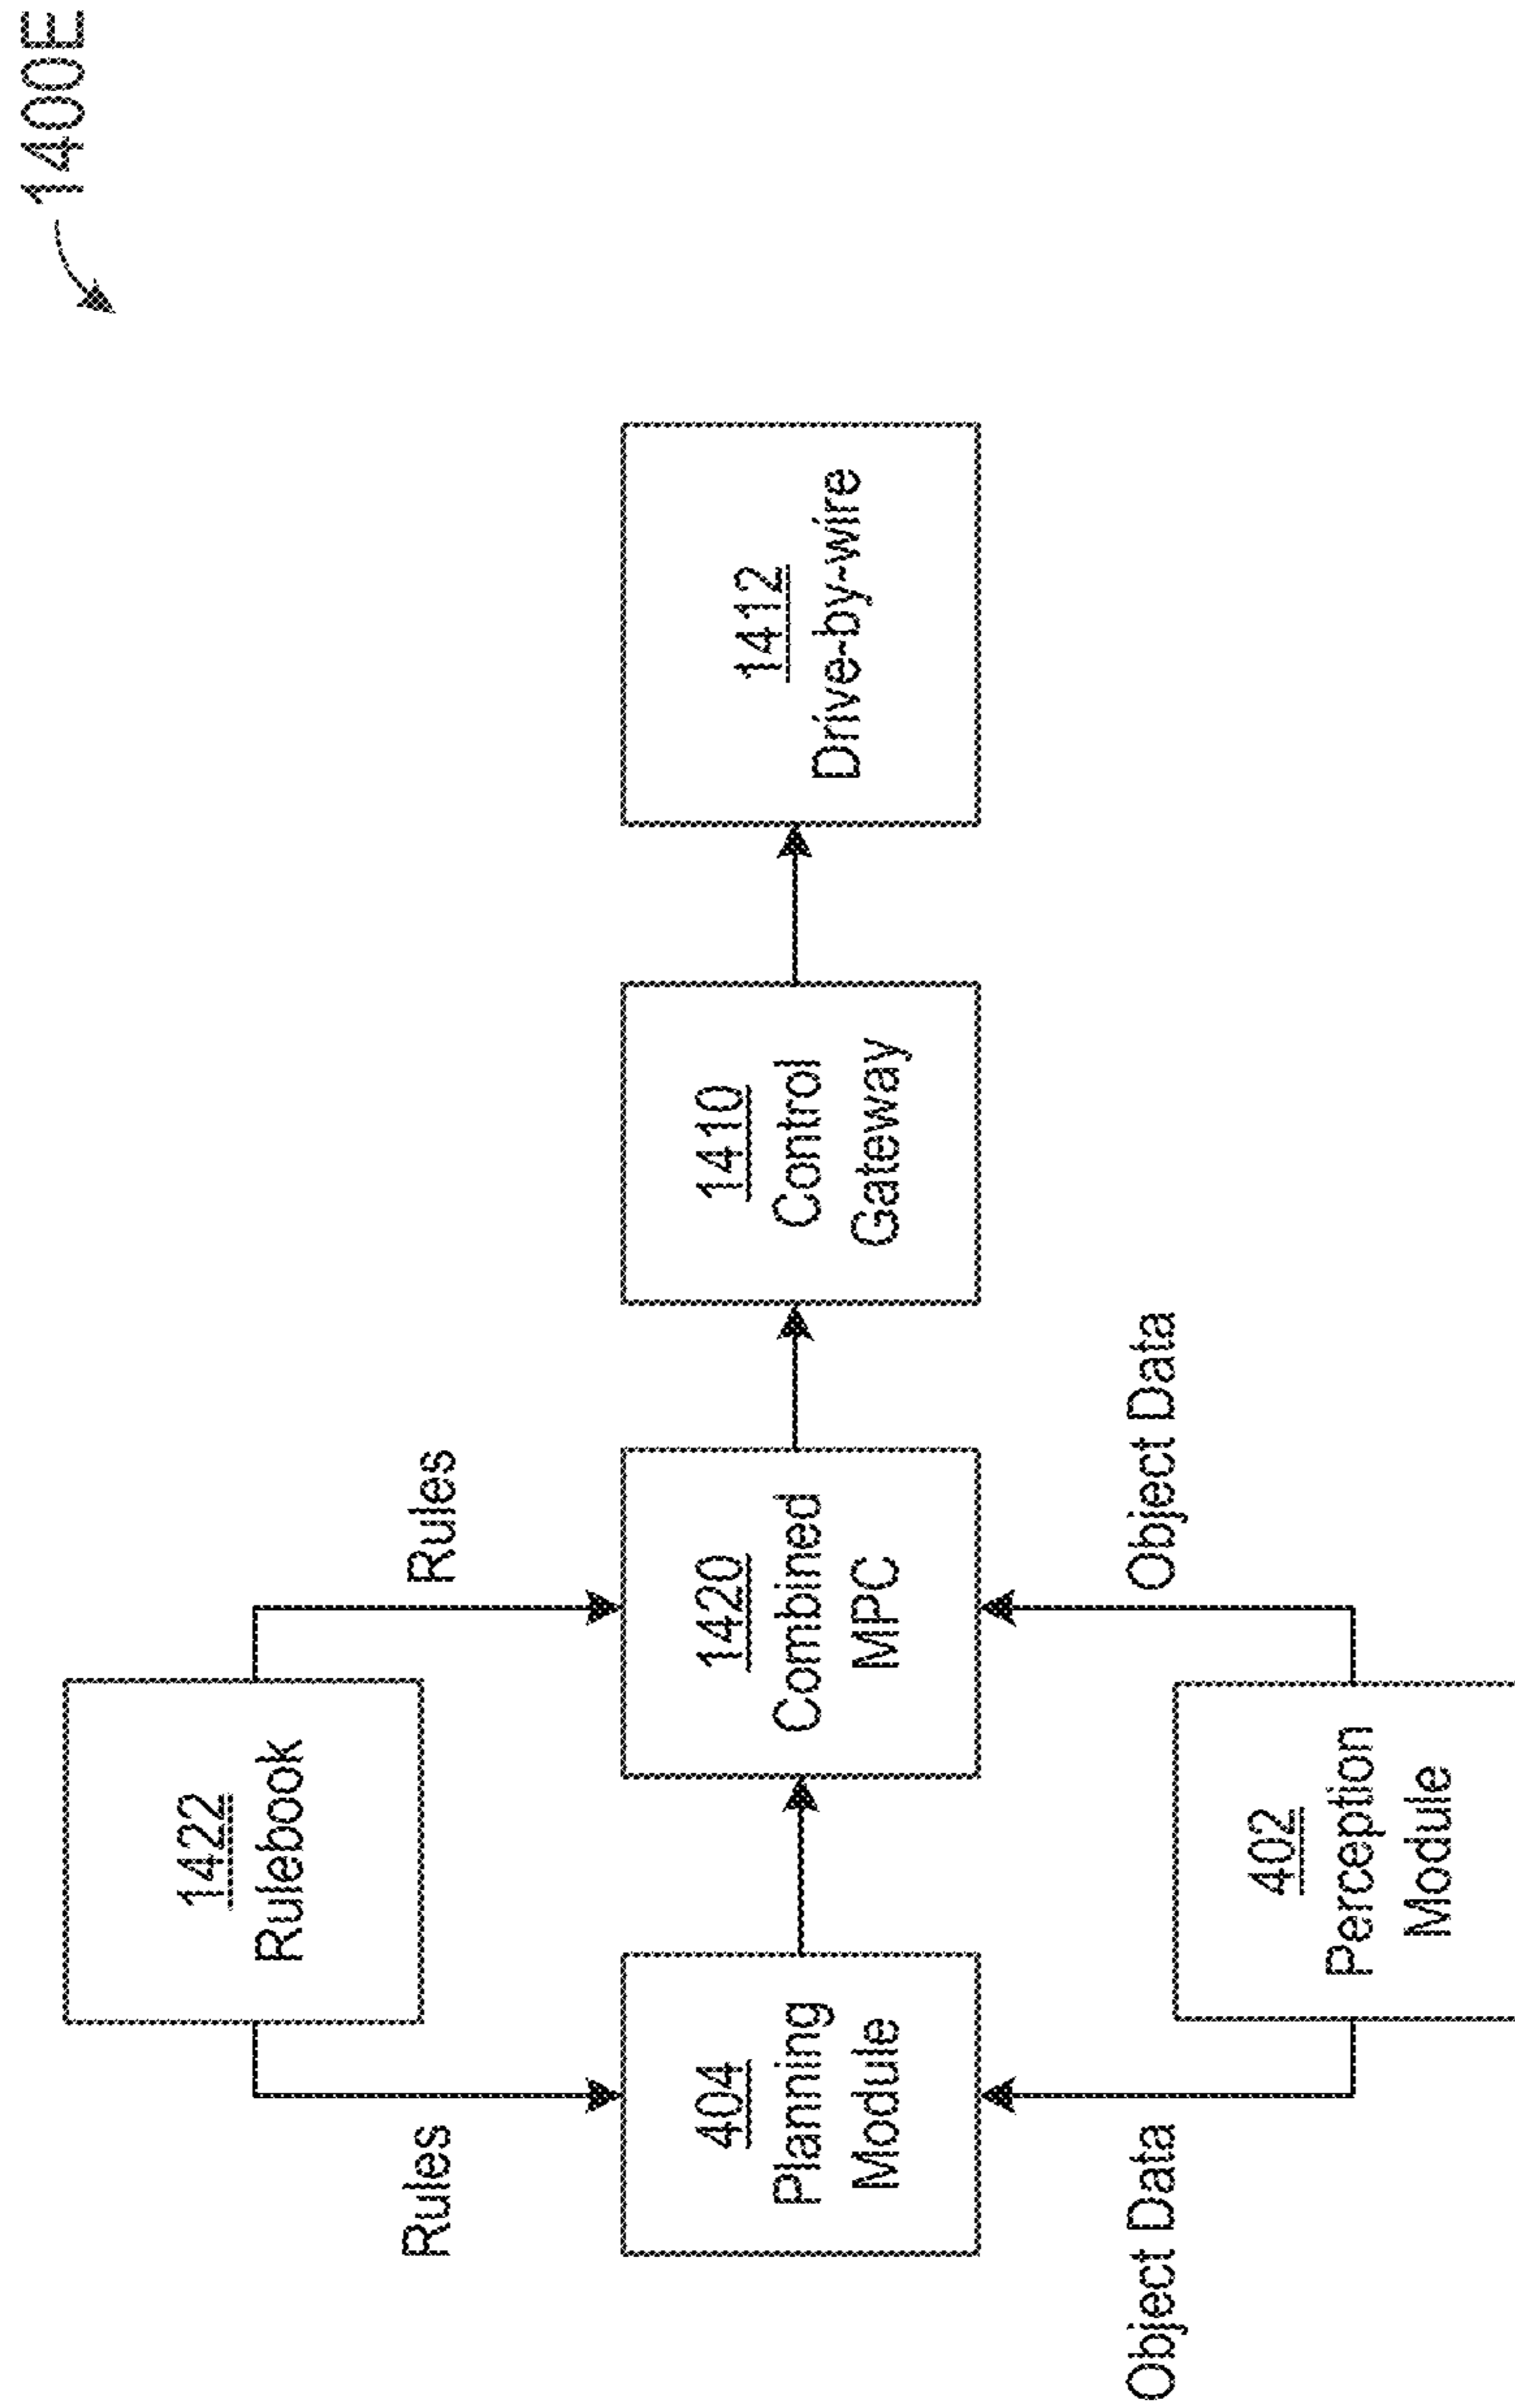 1400E
1422
Rulebook
Rules
Rules
404
Planning
Module
1420
Combined
MPC
1410
Control
Gateway
1412
Drive-by-wire
Object Data
Object Data
402
Perception
Module